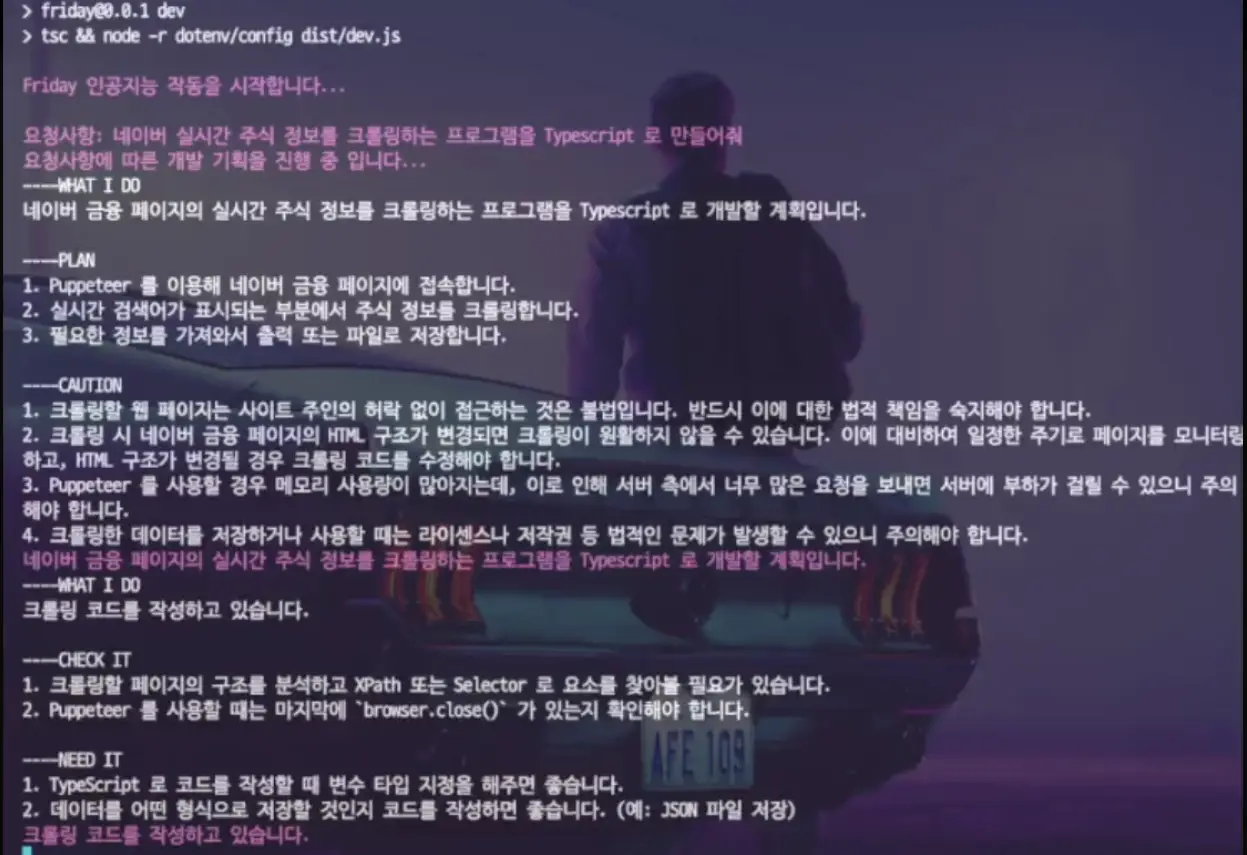 > friday@0.0.1 dev
> tsc && node -r dotenv/config dist/dev.js
Friday 인공지능 작동을 시작합니다...
요청사항: 네이버 실시간 주식 정보를 크롤링하는 프로그램을 Typescript 로 만들어줘
요청사항에 따른 개발 기획을 진행 중 입니다...
----WHAT I DO
네이버 금융 페이지의 실시간 주식 정보를 크롤링하는 프로그램을 Typescript 로 개발할 계획입니다.
----PLAN
1. Puppeteer 를 이용해 네이버 금융 페이지에 접속합니다.
2. 실시간 검색어가 표시되는 부분에서 주식 정보를 크롤링합니다.
3. 필요한 정보를 가져와서 출력 또는 파일로 저장합니다.
----CAUTION
1. 크롤링할 웹 페이지는 사이트 주인의 허락 없이 접근하는 것은 불법입니다. 반드시 이에 대한 법적 책임을 숙지해야 합니다.
2. 크롤링 시 네이버 금융 페이지의 HTML 구조가 변경되면 크롤링이 원활하지 않을 수 있습니다. 이에 대비하여 일정한 주기로 페이지를 모니터링
하고, HTML 구조가 변경될 경우 크롤링 코드를 수정해야 합니다.
3. Puppeteer 를 사용할 경우 메모리 사용량이 많아지는데, 이로 인해 서버 측에서 너무 많은 요청을 보내면 서버에 부하가 걸릴 수 있으니 주의
해야 합니다.
4. 크롤링한 데이터를 저장하거나 사용할 때는 라이센스나 저작권 등 법적인 문제가 발생할 수 있으니 주의해야 합니다.
네이버 금융 페이지의 실시간 주식 정보를 크롤링하는 프로그램을 Typescript 로 개발할 계획입니다.
----WHAT I DO
크롤링 코드를 작성하고 있습니다.
----CHECK IT
1. 크롤링할 페이지의 구조를 분석하고 XPath 또는 Selector 로 요소를 찾아볼 필요가 있습니다.
2. Puppeteer 를 사용할 때는 마지막에 `browser.close()` 가 있는지 확인해야 합니다.
AFE 109
----NEED IT
1. TypeScript 로 코드를 작성할 때 변수 타입 지정을 해주면 좋습니다.
2. 데이터를 어떤 형식으로 저장할 것인지 코드를 작성하면 좋습니다. (예: JSON 파일 저장)
크롤링 코드를 작성하고 있습니다.